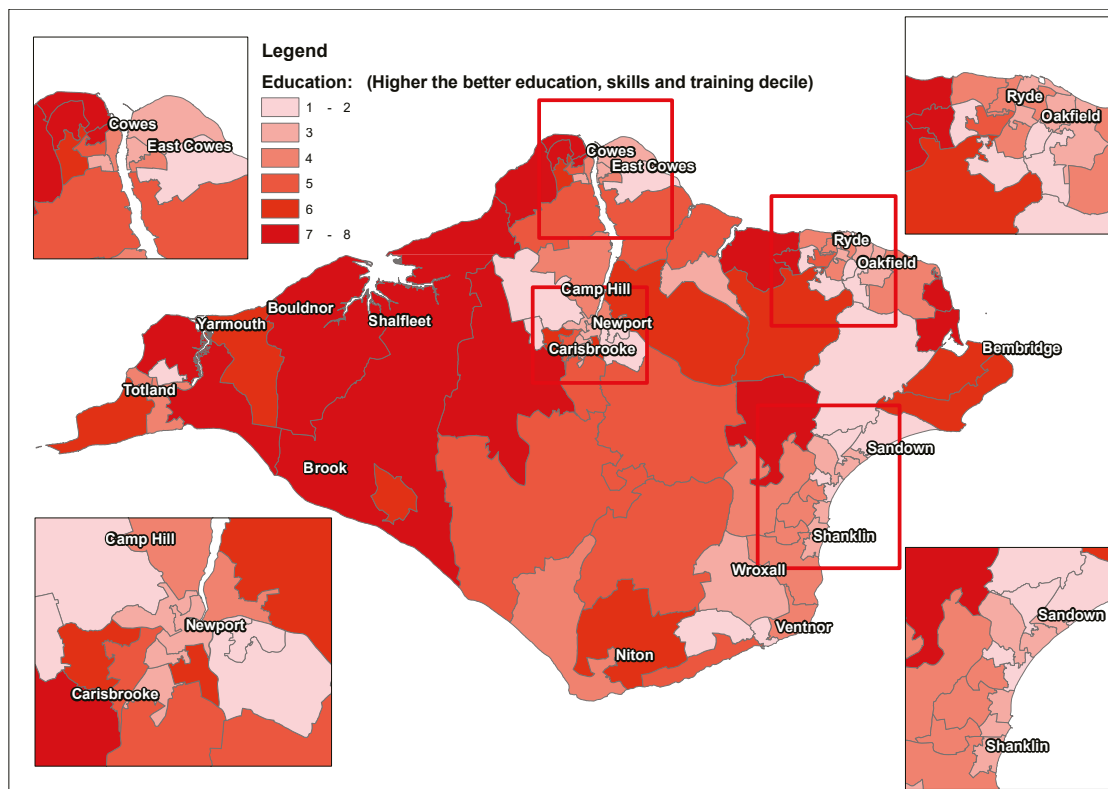 Legend
Education: (Higher the better education, skills and training decile)
1 - 2
3
4
5
6
7 - 8
Cowes
East Cowes
Ryde
Oakfield
Cowes
East Cowes
Ryde
Oakfield
Camp Hill
Newport
Carisbrooke
Bouldnor
Yarmouth
Shalfleet
Totland
Bembridge
Brook
Sandown
Shanklin
Wroxall
Ventnor
Niton
Camp Hill
Newport
Carisbrooke
Sandown
Shanklin